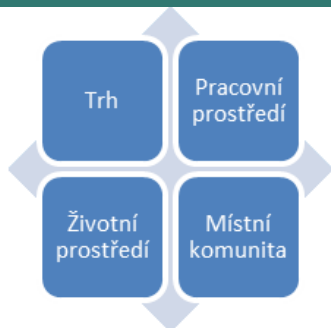 Trh
Pracovní
prostředí
Životní
prostředí
Místní
komunita